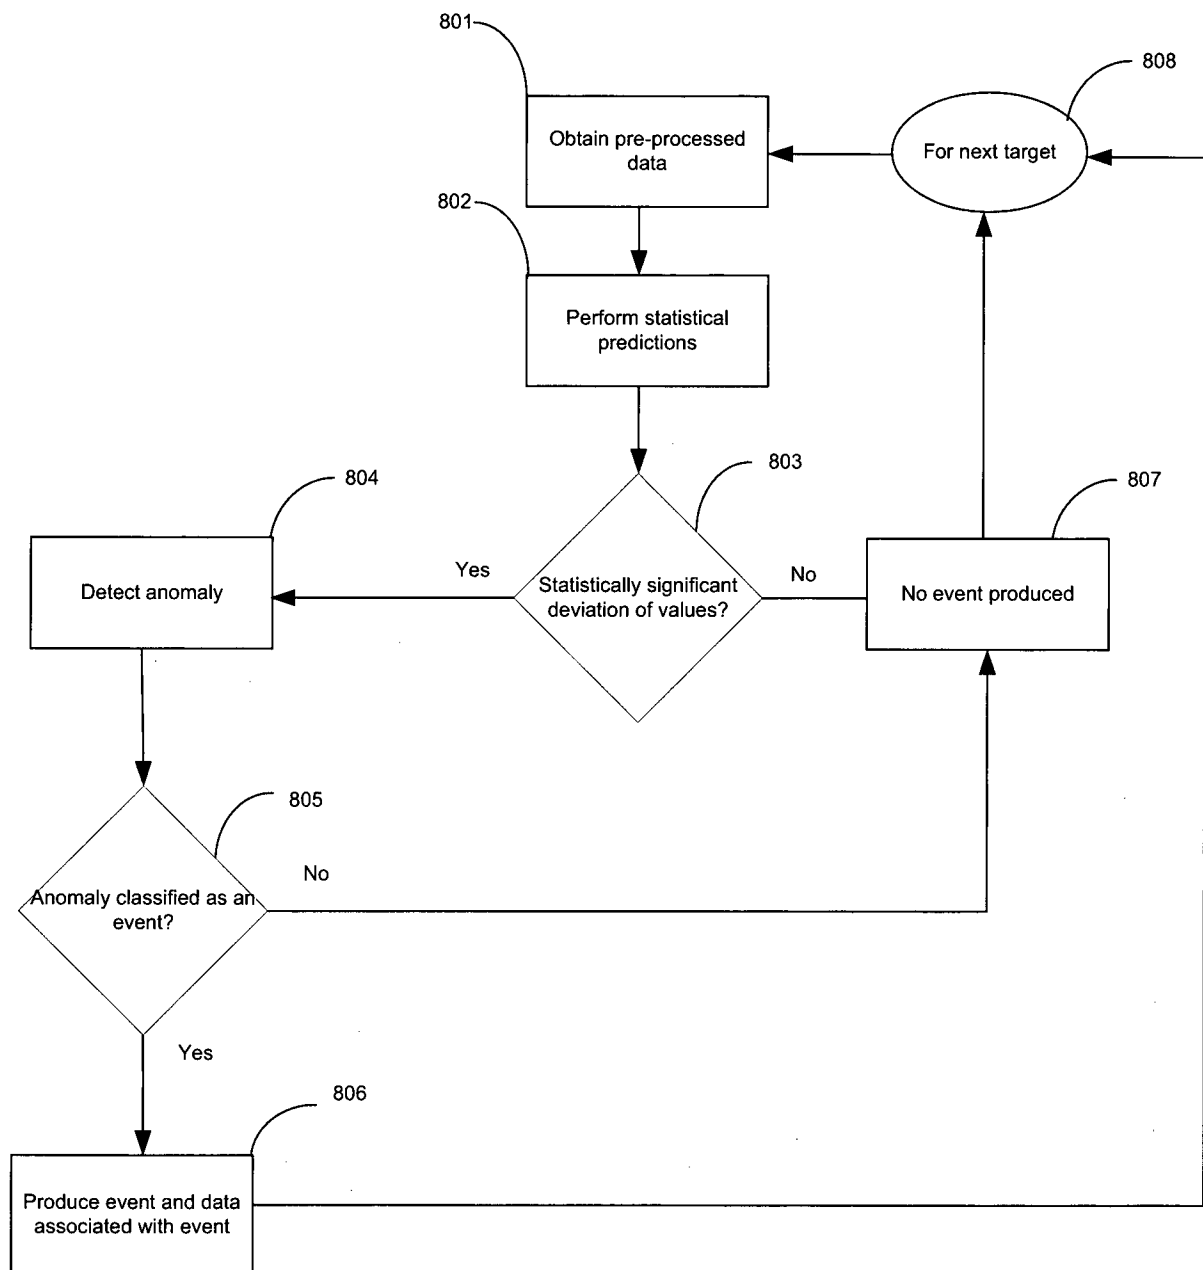 801
808
Obtain pre-processed
data
For next target
802
Perform statistical
predictions
803
804
807
Yes
No
Detect anomaly
Statistically significant
deviation of values?
No event produced
805
No
Anomaly classified as an
event?
Yes
806
Produce event and data
associated with event